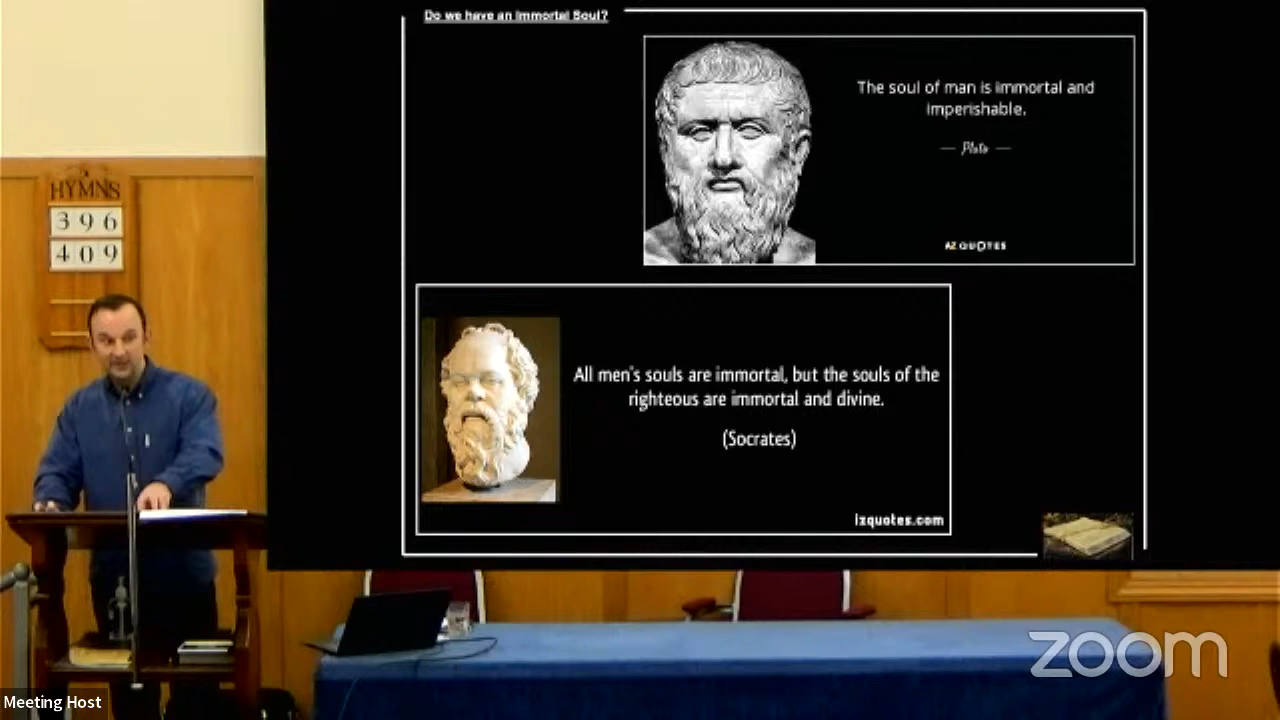 Do we have an Immortal Soul?
HYMNS
396
409
The soul of man is immortal and
imperishable.
— Plato —
AZ QUOTES
All men's souls are immortal, but the souls of the
righteous are immortal and divine.
(Socrates)
izquotes.com
zoom
Meeting Host